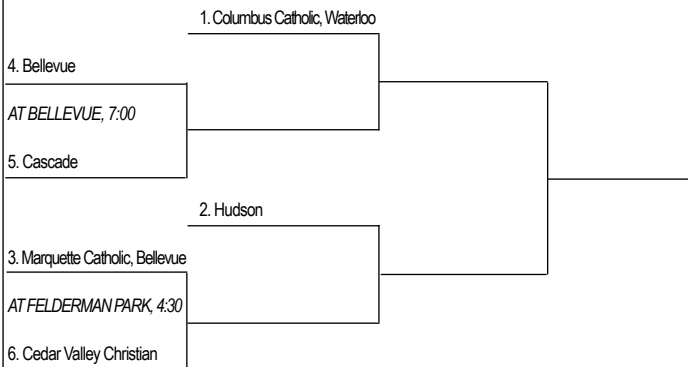 1. Columbus Catholic, Waterloo
4. Bellevue
AT BELLEVUE, 7:00
5. Cascade
2. Hudson
3. Marquette Catholic, Bellevue
AT FELDERMAN PARK, 4:30
6. Cedar Valley Christian